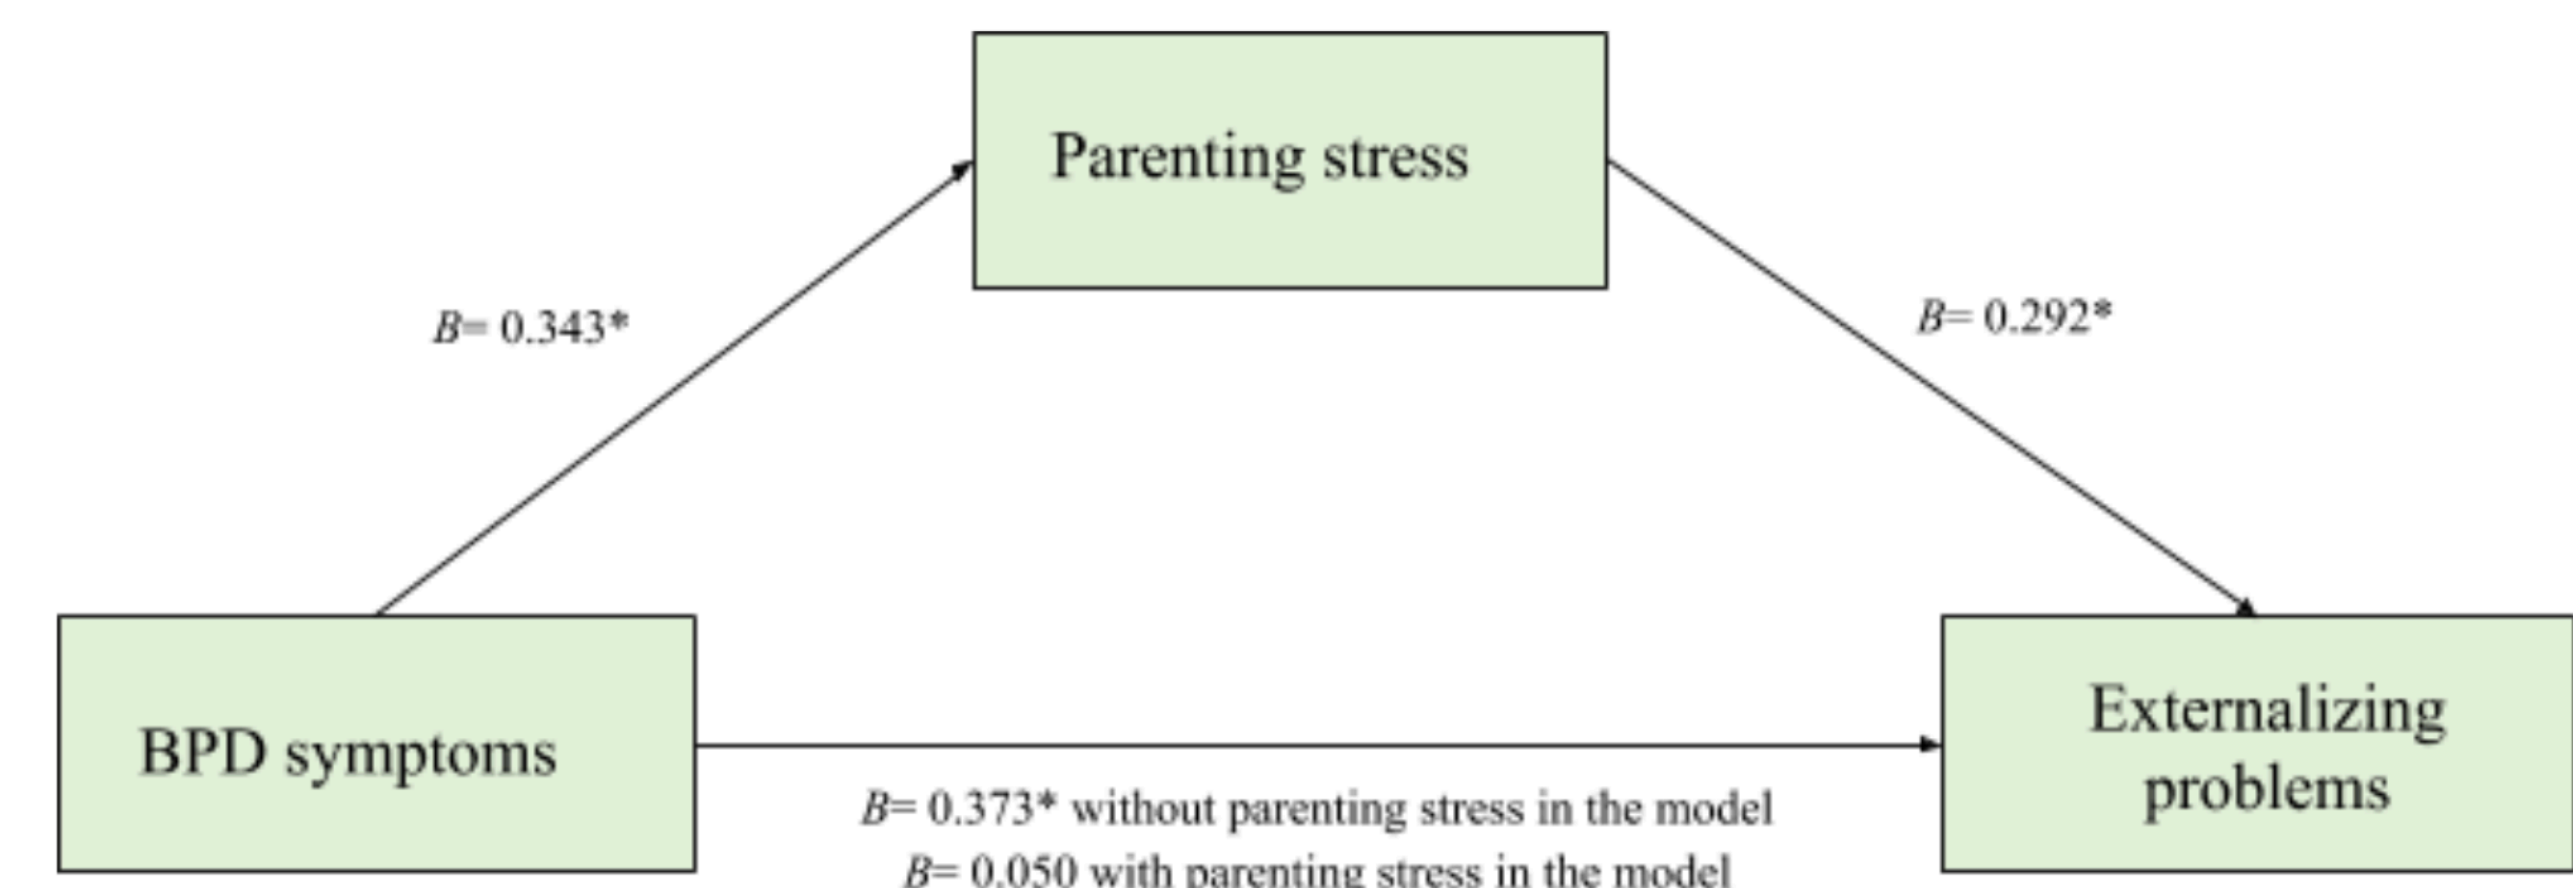 Parenting stress
B= 0.343*
B= 0.292*
BPD symptoms
Externalizing
problems
B= 0.373* without parenting stress in the model
B= 0.050 with parenting stress in the model